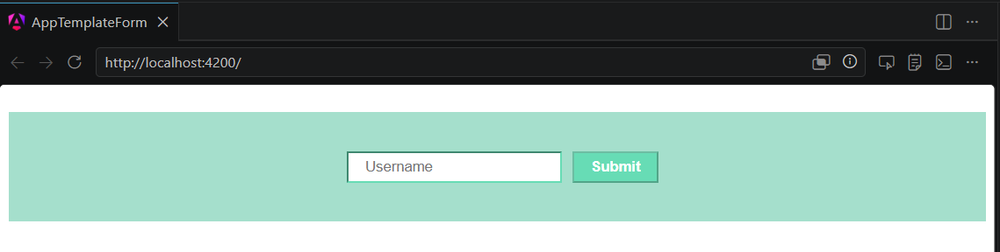 AppTemplateForm
http://localhost:4200/
Username Submit